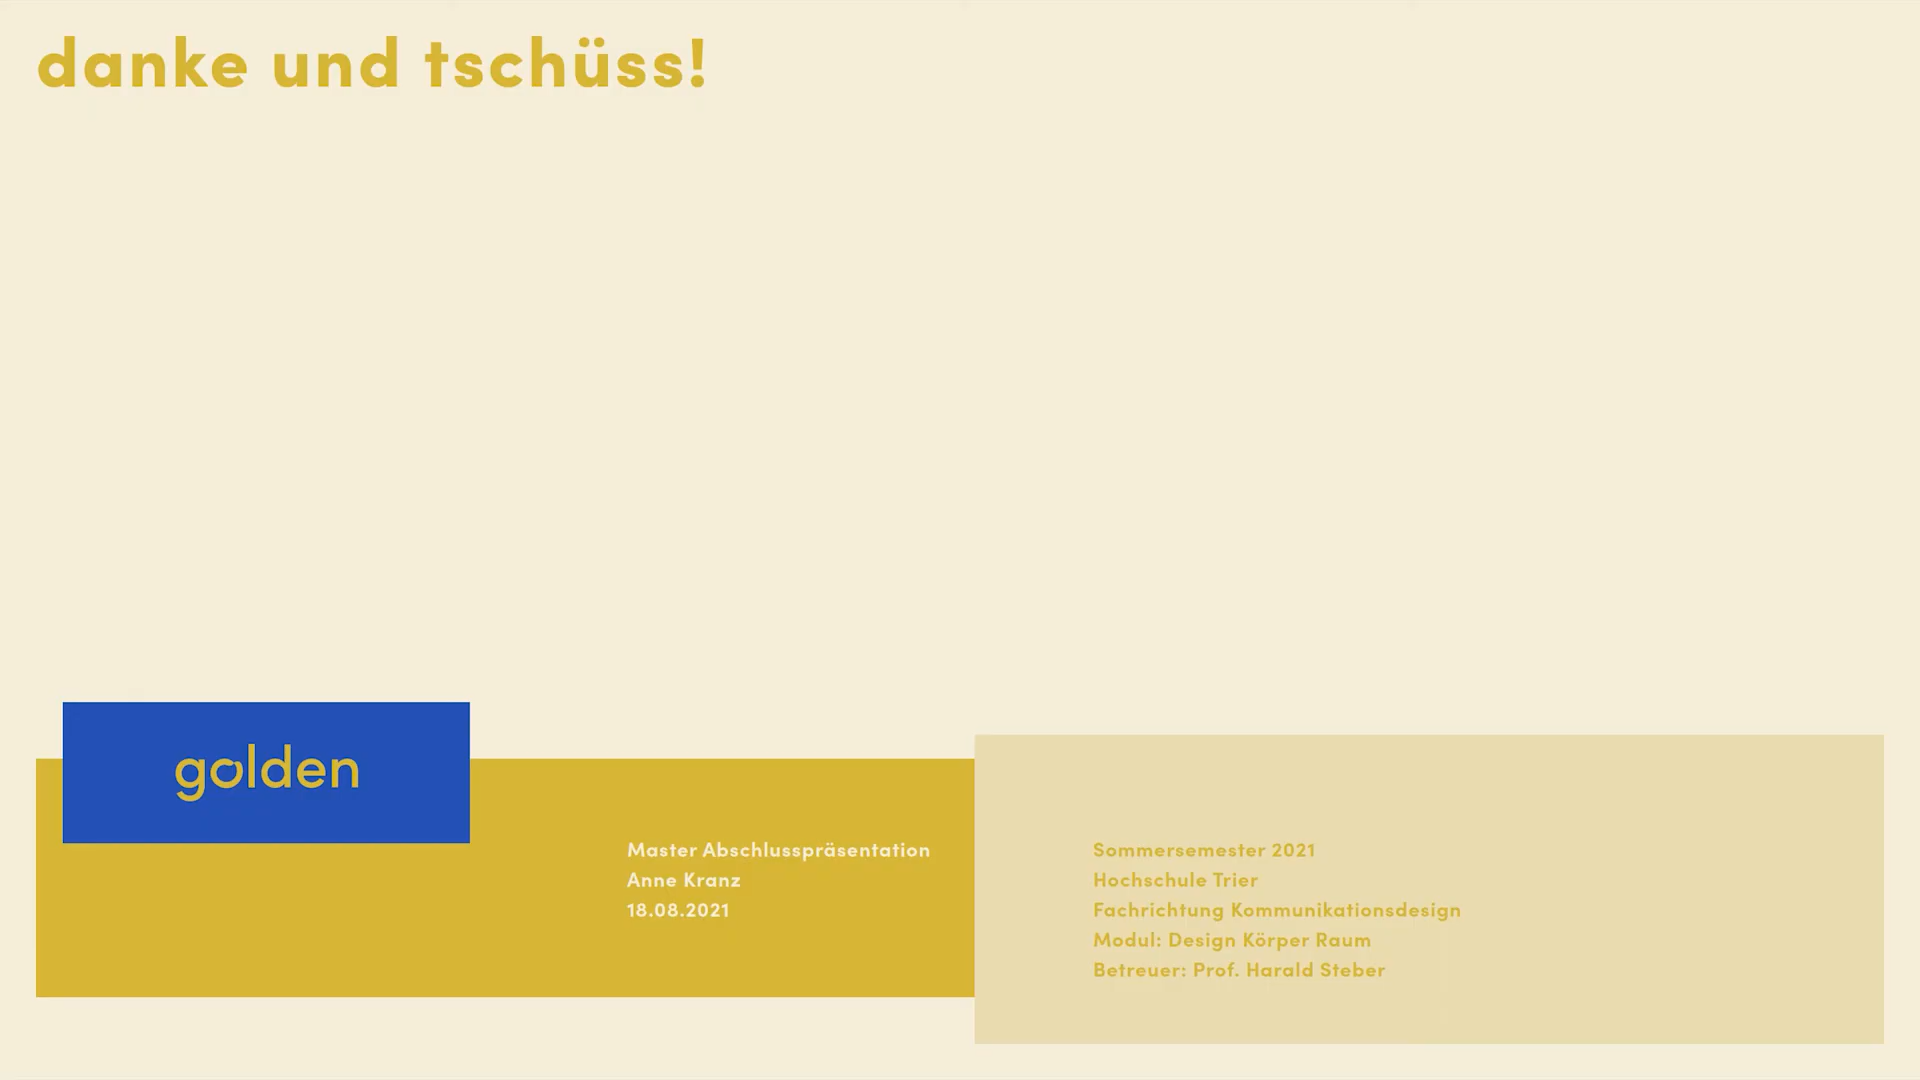 danke und tschüss!
golden
Master Abschlusspräsentation
Anne Kranz
18.08.2021
Sommersemester 2021
Hochschule Trier
Fachrichtung Kommunikationsdesign
Modul: Design Körper Raum
Betreuer: Prof. Harald Steber